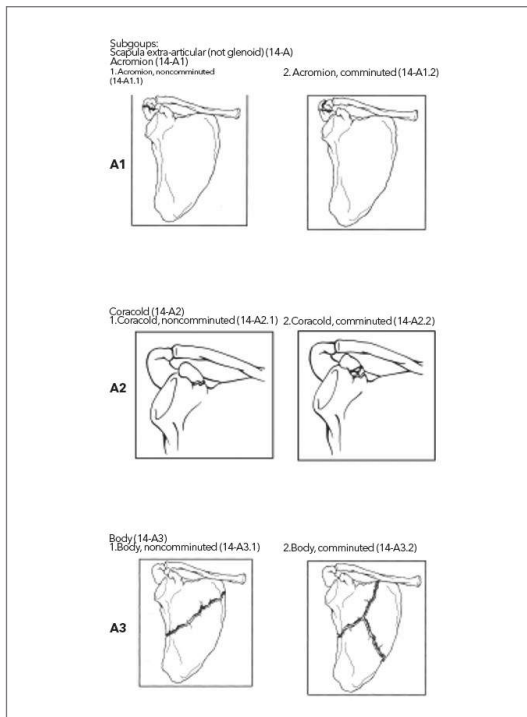 Subgoups:
Scapula extra-articular (not glenoid) (14-A)
Acromion (14-A1)
1. Acromion, noncomminuted
(14-A1.1)
2. Acromion, comminuted (14-A1.2)
A1
Coracold (14-A2)
1.Coracold, noncomminuted (14-A2.1)
2.Coracold, comminuted (14-A2.2)
A2
Body (14-A3)
1.Body, noncomminuted (14-A3.1)
2.Body, comminuted (14-A3.2)
A3